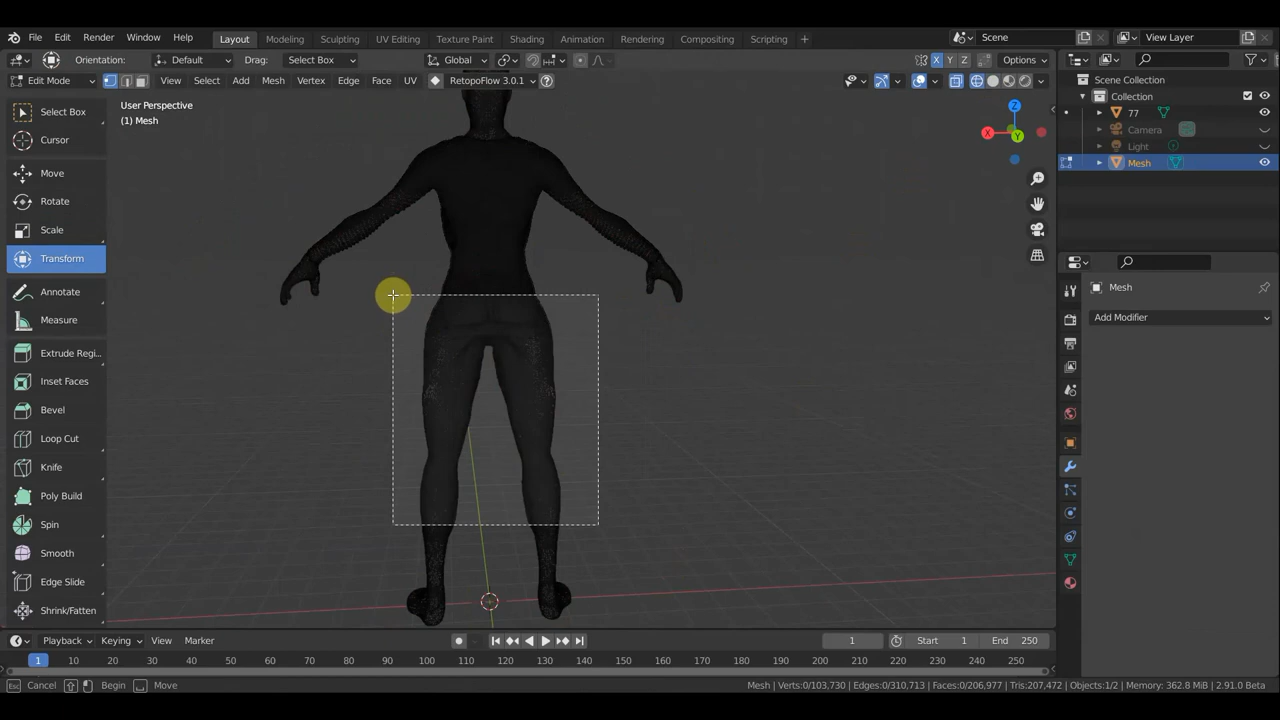 File Edit Render Window Help Layout Modeling Sculpting UV Editing Texture Paint Shading Animation Rendering Compositing Scripting + Scene View Layer
Orientation: Default Drag: Select Box Global X Y Z Options
Edit Mode View Select Add Mesh Vertex Edge Face UV RetopoFlow 3.0.1 ?
User Perspective
(1) Mesh
Select Box
Cursor
Move
Rotate
Scale
Transform
Annotate
Measure
Extrude Regi...
Inset Faces
Bevel
Loop Cut
Knife
Poly Build
Spin
Smooth
Edge Slide
Shrink/Fatten
Z
X
Y
Scene Collection
Collection
77
Camera
Light
Mesh
Mesh
Add Modifier
Playback Keying View Marker 1 Start 1 End 250
1 10 20 30 40 50 60 70 80 90 100 110 120 130 140 150 160 170 180 190 200 210 220 230 240 250
Esc Cancel Begin Move Mesh | Verts:0/103,730 | Edges:0/310,713 | Faces:0/206,977 | Tris:207,472 | Objects:1/2 | Memory: 362.8 MiB | 2.91.0 Beta